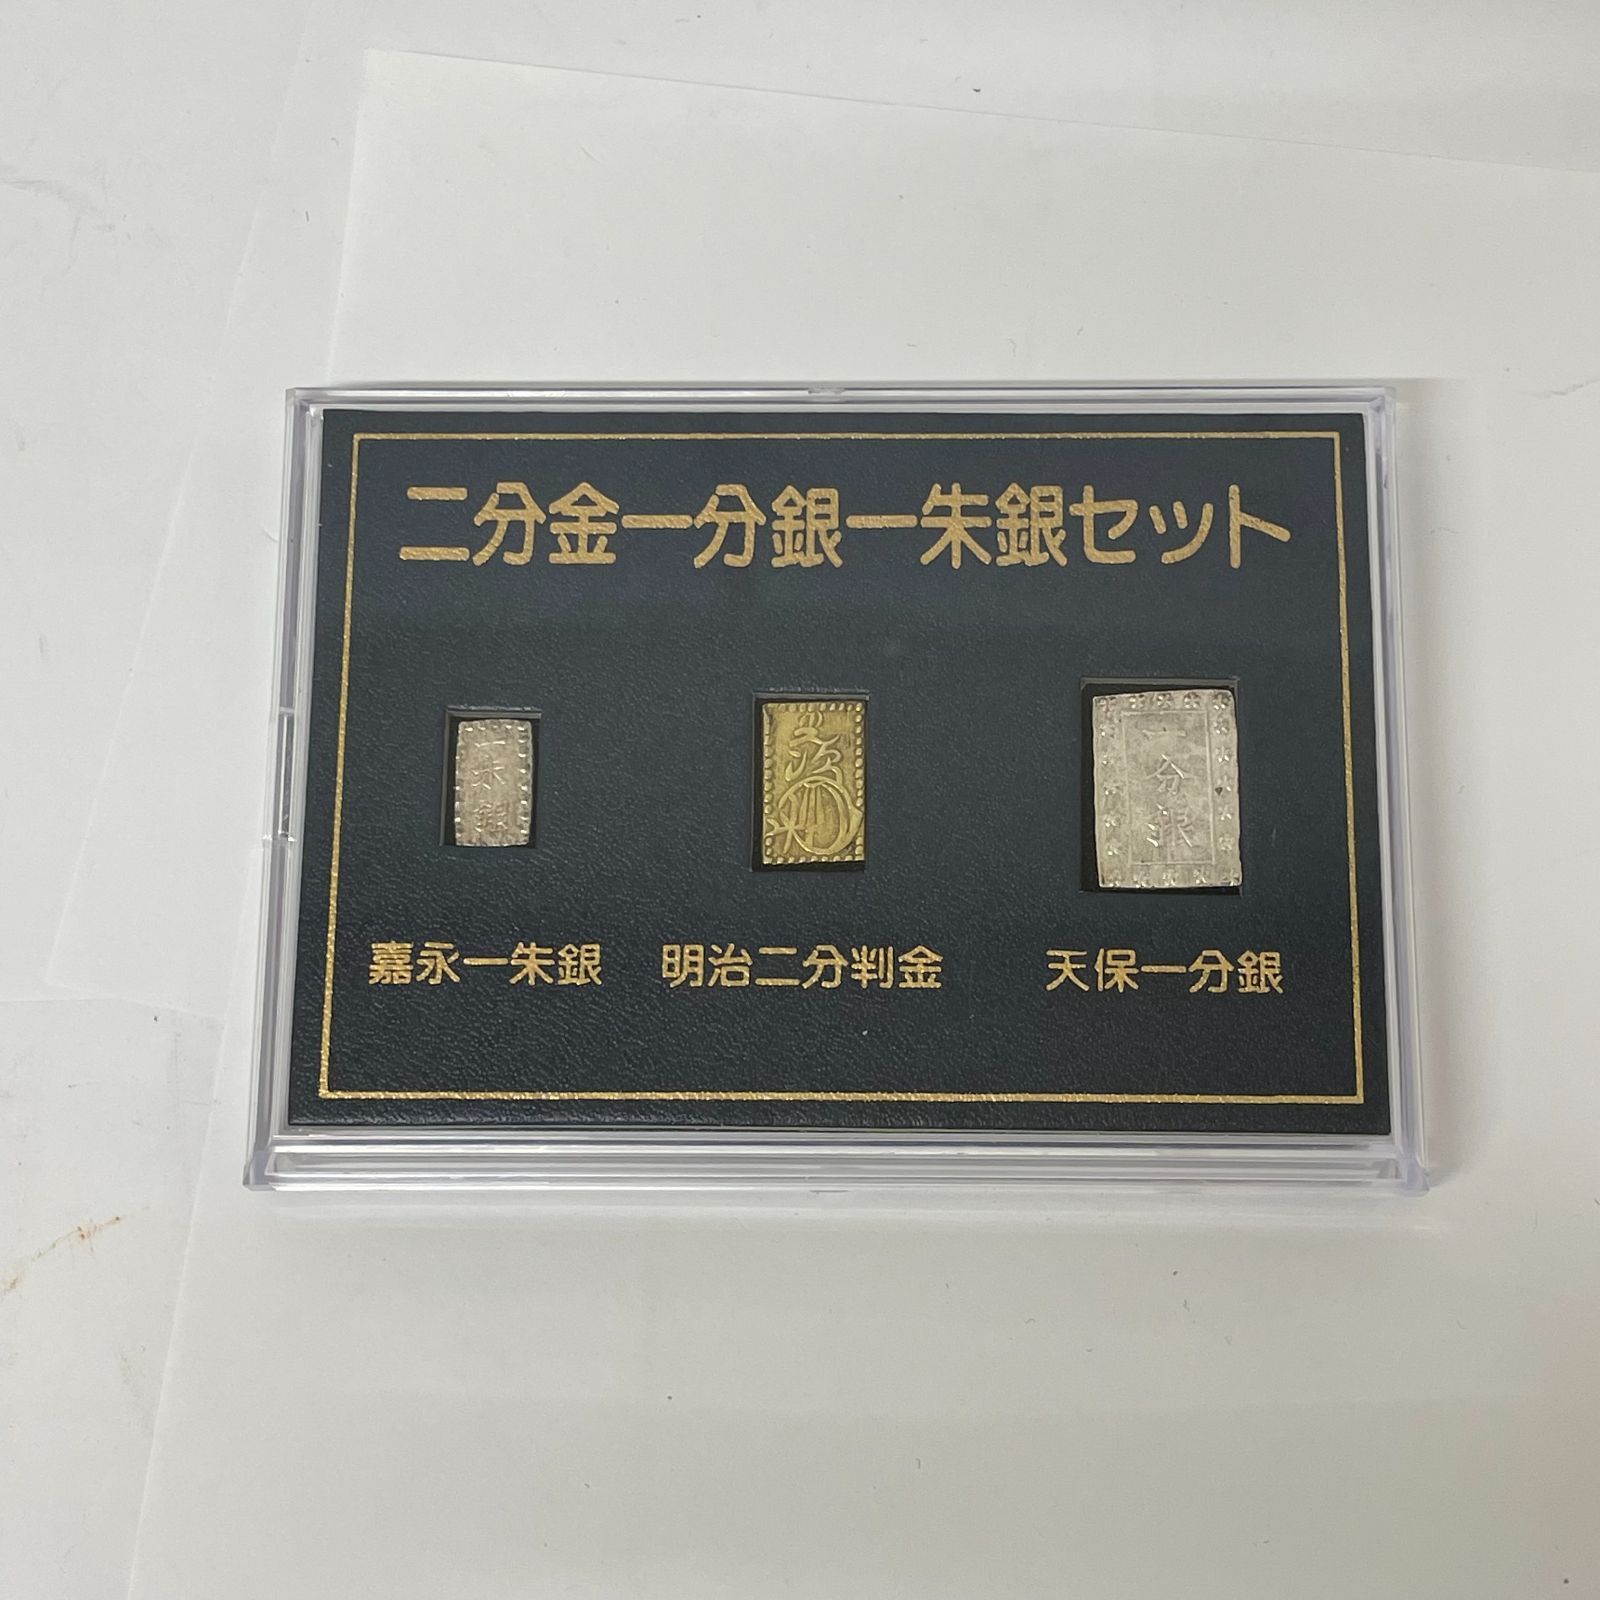 二分金一分銀一朱銀セット
一朱銀
一分銀
嘉永一朱銀 明治二分判金 天保一分銀